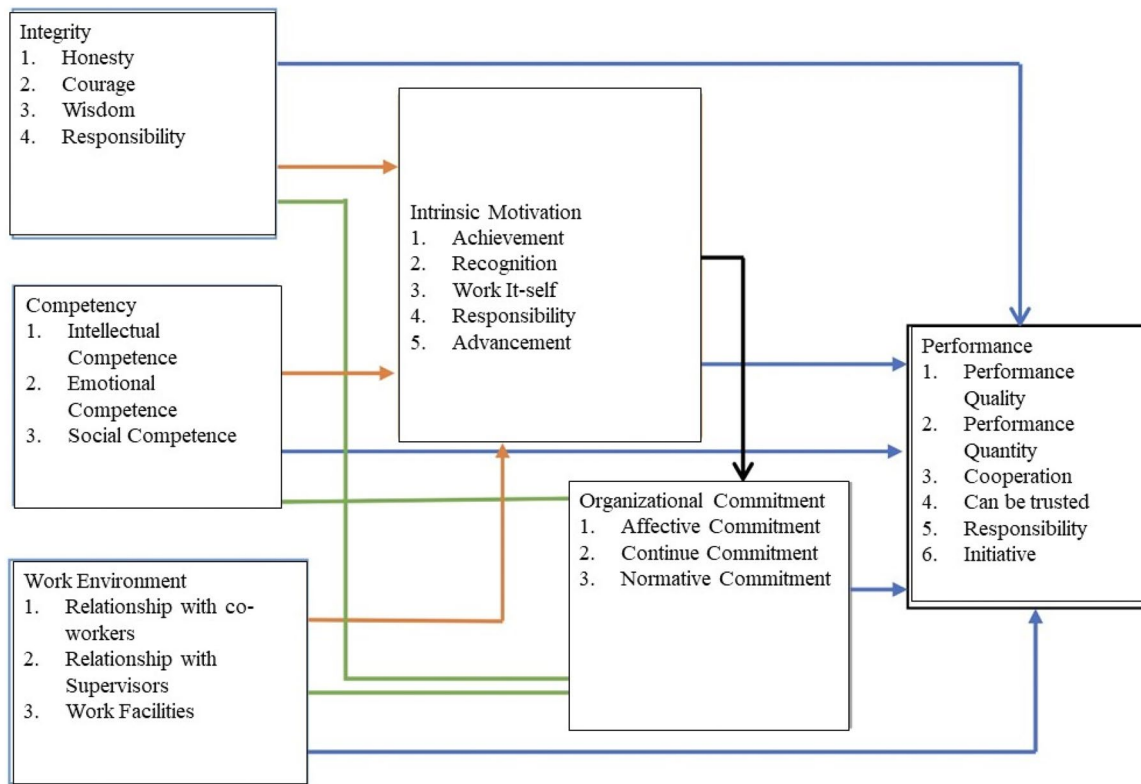 Integrity
1. Honesty
2. Courage
3. Wisdom
4. Responsibility
Intrinsic Motivation
1. Achievement
2. Recognition
3. Work It-self
4. Responsibility
5. Advancement
Competency
1. Intellectual
Competence
2. Emotional
Competence
3. Social Competence
Performance
1. Performance
Quality
2. Performance
Quantity
3. Cooperation
4. Can be trusted
5. Responsibility
6. Initiative
Organizational Commitment
1. Affective Commitment
2. Continue Commitment
3. Normative Commitment
Work Environment
1. Relationship with co-
workers
2. Relationship with
Supervisors
3. Work Facilities